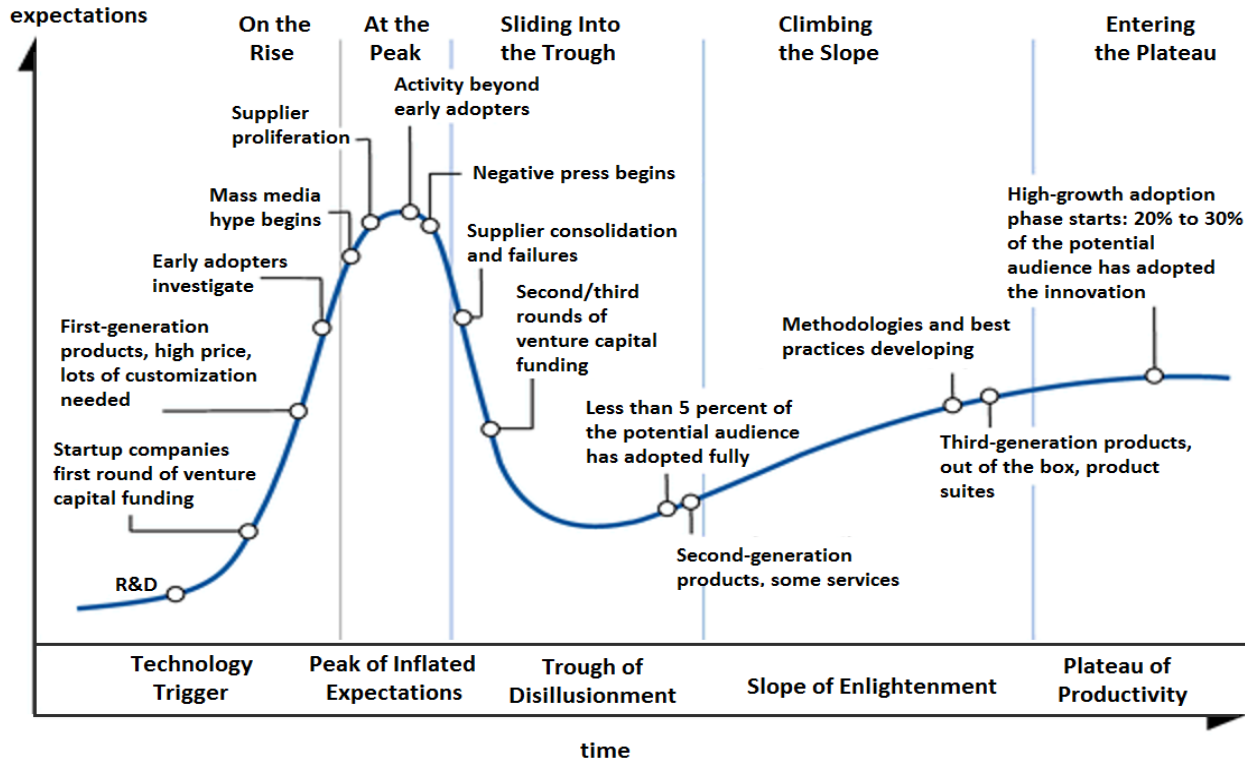 expectations
On the
Rise
At the
Peak
Sliding Into
the Trough
Climbing
the Slope
Entering
the Plateau
Activity beyond
early adopters
Supplier
proliferation
Negative press begins
Mass media
hype begins
High-growth adoption
phase starts: 20% to 30%
of the potential
audience has adopted
the innovation
Supplier consolidation
and failures
Early adopters
investigate
Second/third
rounds of
venture capital
funding
First-generation
products, high price,
lots of customization
needed
Methodologies and best
practices developing
Less than 5 percent of
the potential audience
has adopted fully
Startup companies
first round of venture
capital funding
Third-generation products,
out of the box, product
suites
Second-generation
products, some services
R&D
Technology
Trigger
Peak of Inflated
Expectations
Trough of
Disillusionment
Slope of Enlightenment
Plateau of
Productivity
time